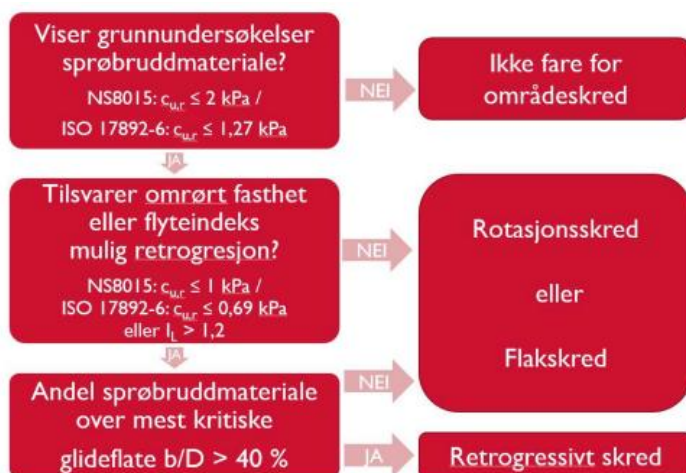 Viser grunnundersøkelser
sprøbruddmateriale?
NS8015: cu,r ≤ 2 kPa /
ISO 17892-6: cu,r ≤ 1,27 kPa
NEI
Ikke fare for
områdeskred
JA
Tilsvarer omrørt fasthet
eller flyteindeks
mulig retrogresjon?
NS8015: cu,r ≤ 1 kPa /
ISO 17892-6: cu,r ≤ 0,69 kPa
eller IL > 1,2
NEI
Rotasjonsskred
eller
Flakskred
JA
Andel sprøbruddmateriale
over mest kritiske
glideflate b/D > 40 %
NEI
JA
Retrogressivt skred